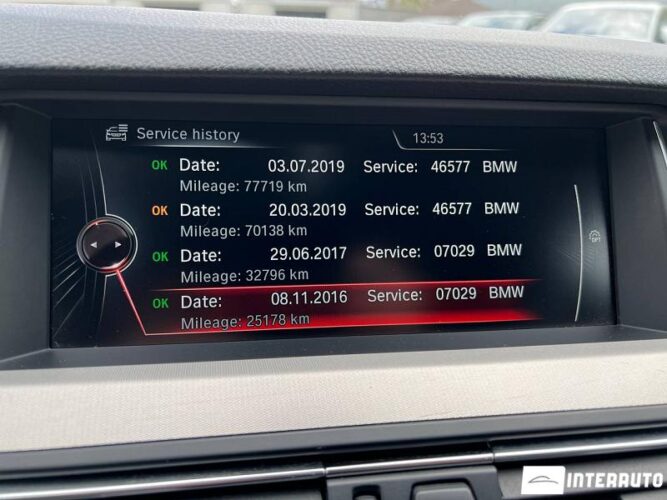 Service history 13:53
OK Date: 03.07.2019 Service: 46577 BMW
Mileage: 77719 km
OK Date: 20.03.2019 Service: 46577 BMW
Mileage: 70138 km
OK Date: 29.06.2017 Service: 07029 BMW
Mileage: 32796 km
OK Date: 08.11.2016 Service: 07029 BMW
Mileage: 25178 km
INTERRAUTO